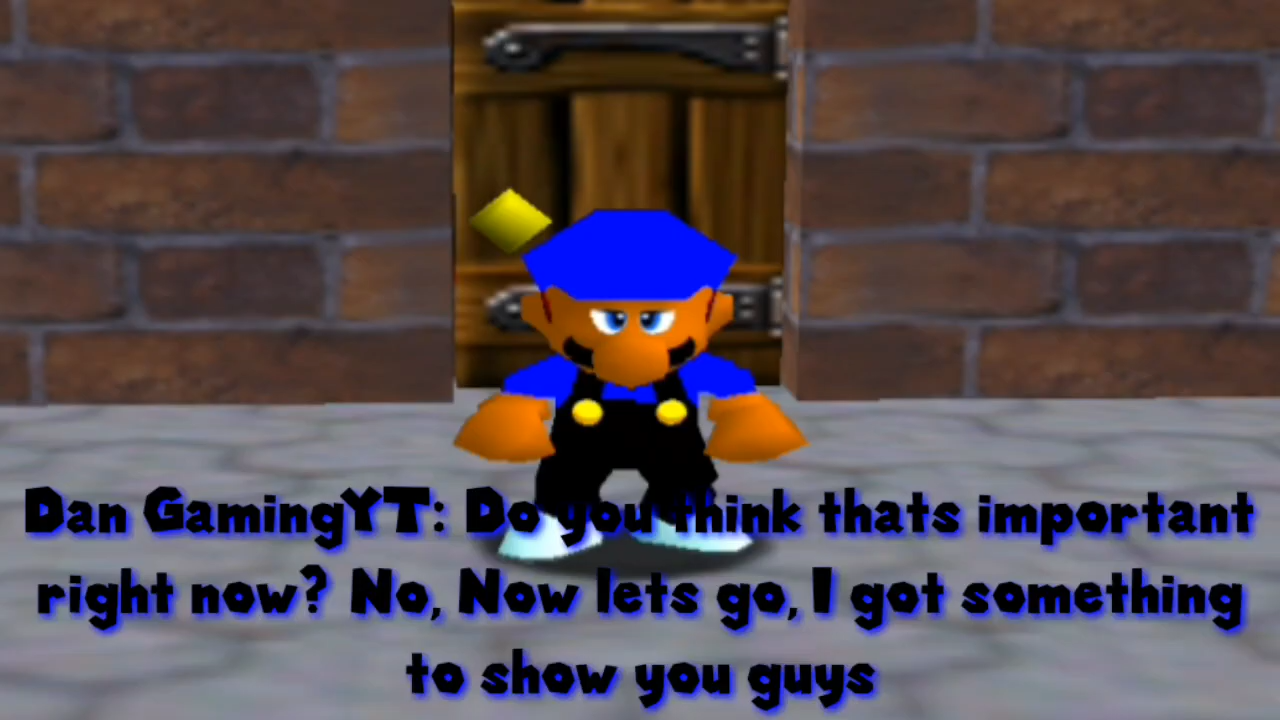 Dan GamingYT: Do you think thats important
right now? No, Now lets go, I got something
to show you guys